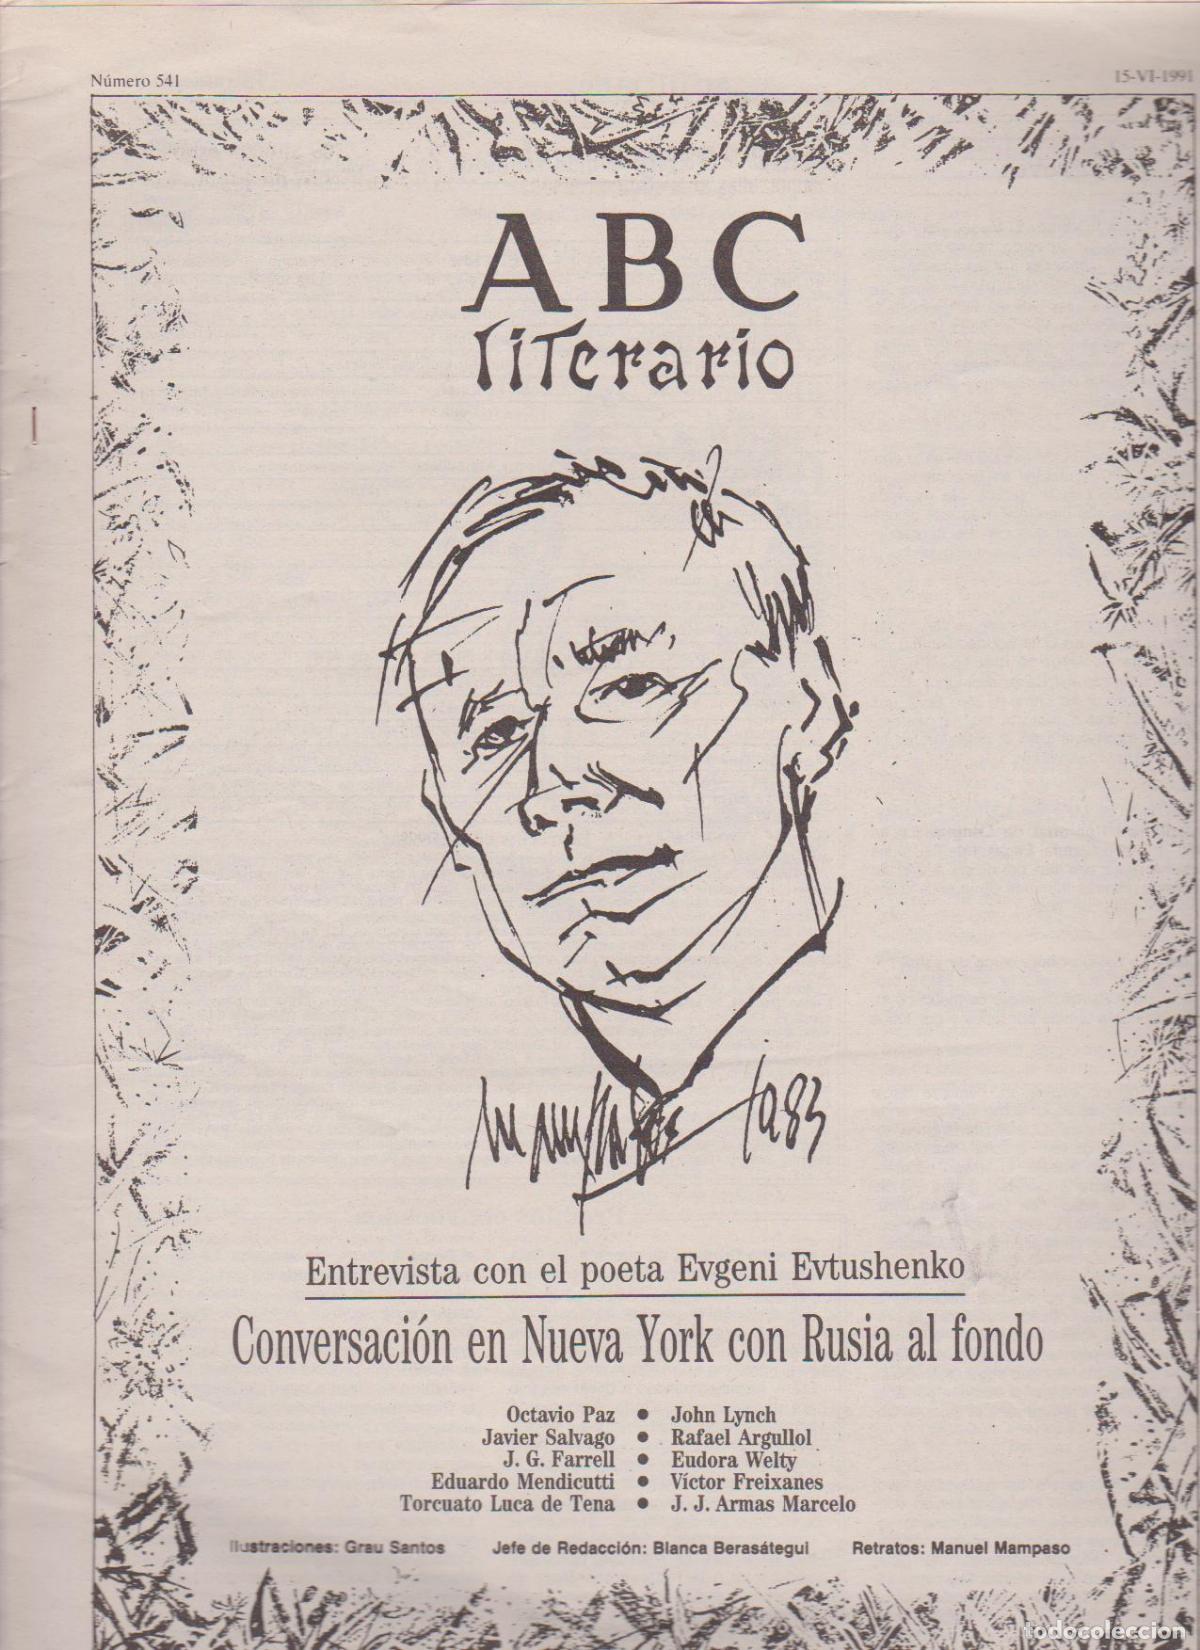 Número 541
15-VI-1991
ABC
literario
1983
Entrevista con el poeta Evgeni Evtushenko
Conversación en Nueva York con Rusia al fondo
Octavio Paz ● John Lynch
Javier Salvago ● Rafael Argullol
J. G. Farrell ● Eudora Welty
Eduardo Mendicutti ● Víctor Freixanes
Torcuato Luca de Tena ● J. J. Armas Marcelo
Ilustraciones: Grau Santos Jefe de Redacción: Blanca Berasátegui Retratos: Manuel Mampaso
todocoleccion